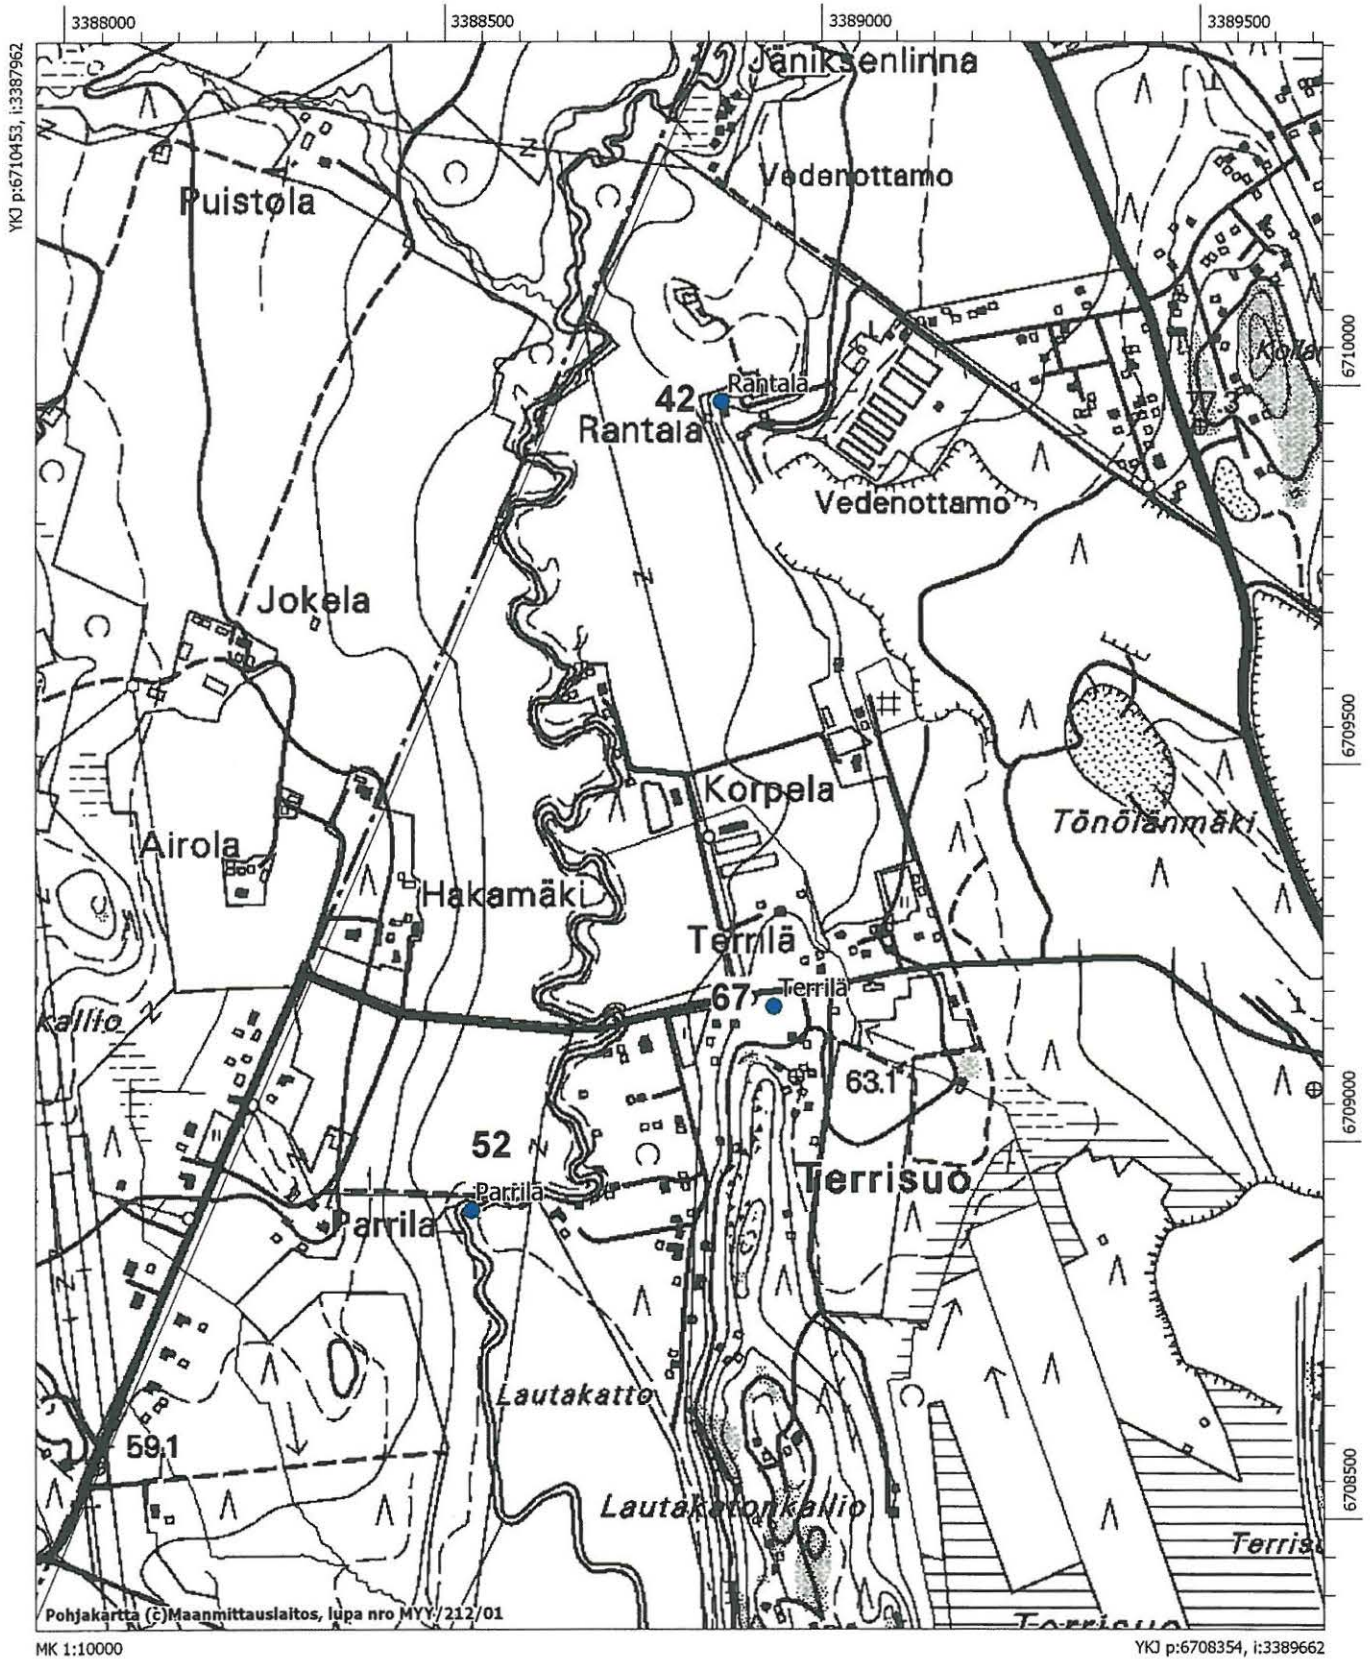 3388000 3388500 3389000 3389500
YKJ p:6710453, i:3387962
Jäniksenlinna
Vedenottamo
Puistola
6710000
Rantala
42
Rantala
Vedenottamo
Jokela
6709500
Korpela
Tönölänmäki
Airola
Hakamäki
Terrilä
67
Terrilä
kallio
63.1
6709000
52
Terrisuo
Parrila
Parrila
Lautakatto
59.1
Lautakatonkallio
6708500
Pohjakartta (c)Maanmittauslaitos, lupa nro MYY/212/01
Terrisuo
MK 1:10000
YKJ p:6708354, i:3389662